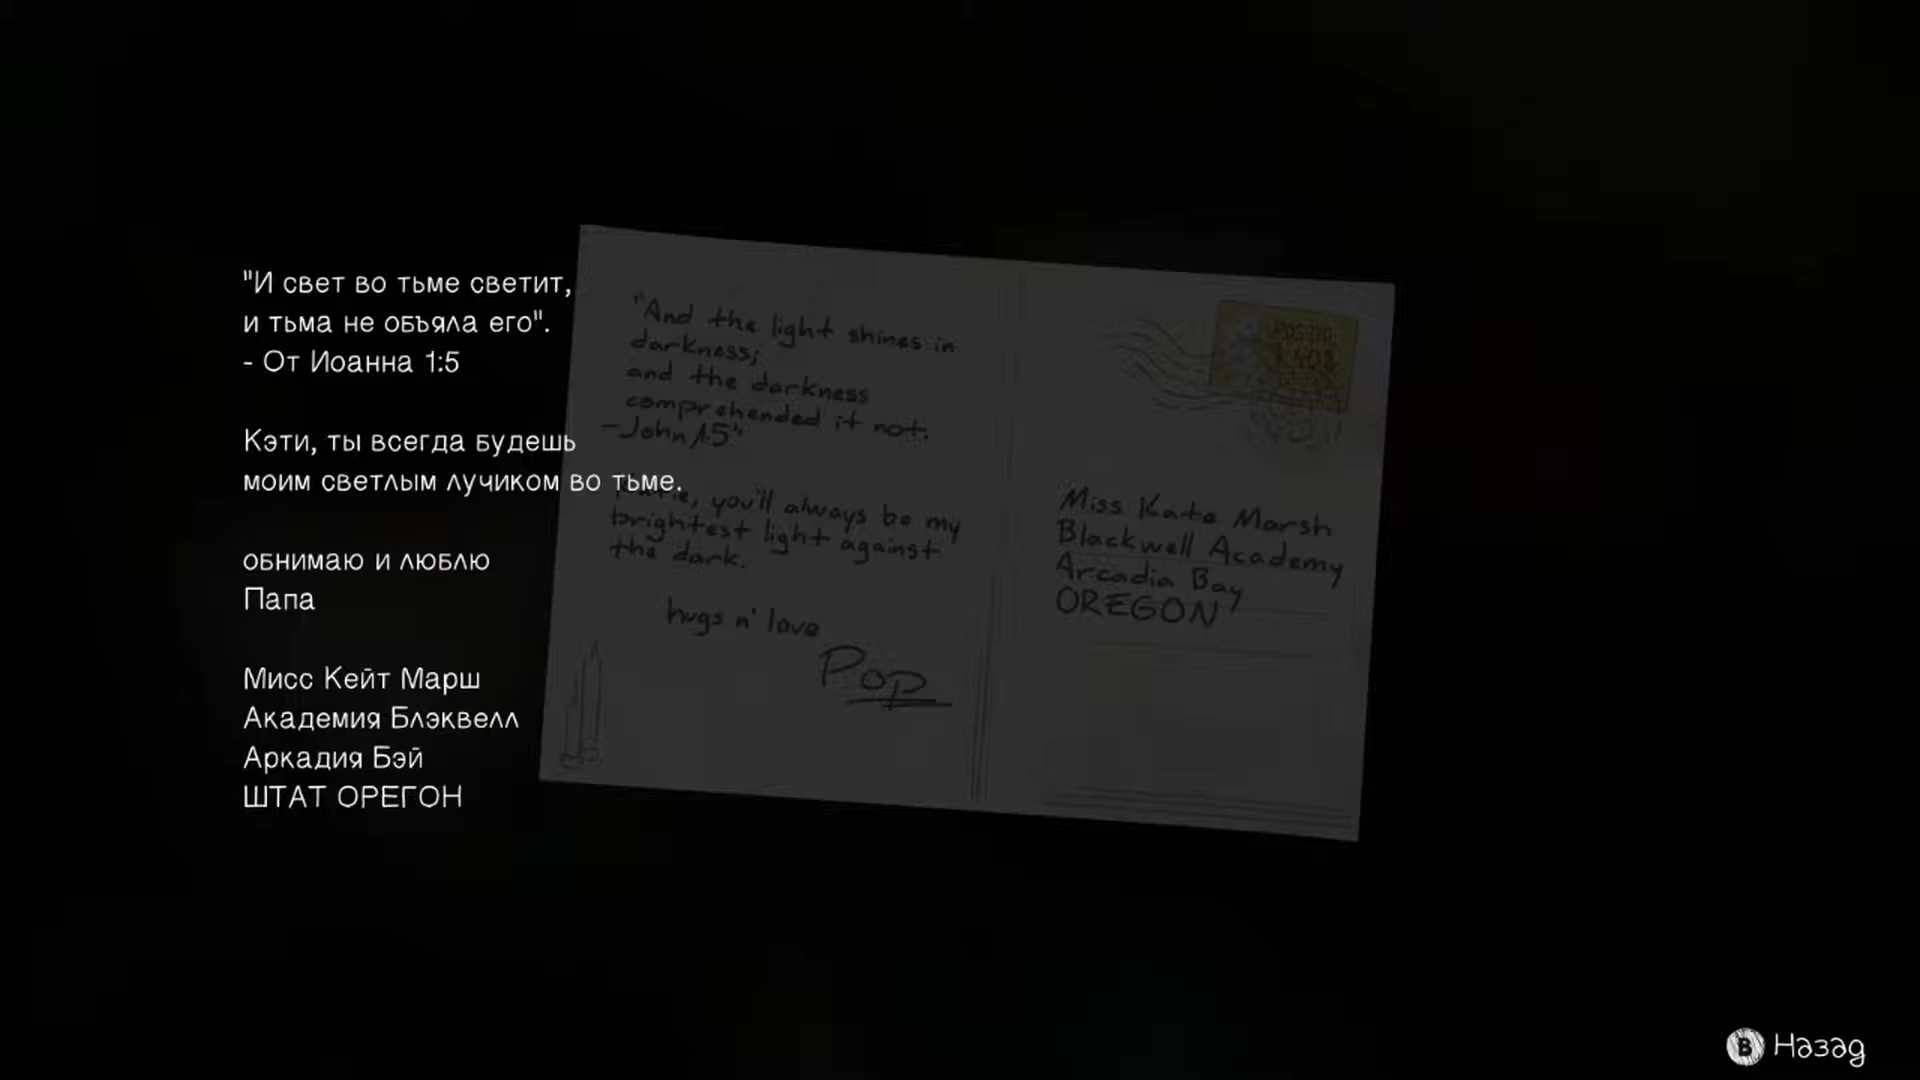 "И свет во тьме светит,
и тьма не объяла его".
- От Иоанна 1:5
Кэти, ты всегда будешь
моим светлым лучиком во тьме.
обнимаю и люблю
Папа
Мисс Кейт Марш
Академия Блэквелл
Аркадия Бэй
ШТАТ ОРЕГОН
"And the light shines in
darkness;
and the darkness
comprehended it not.
-John 1:5"
you'll always be my
brightest light against
the dark.
hugs n' love
Pop
Miss Kate Marsh
Blackwell Academy
Arcadia Bay
OREGON
B Назад